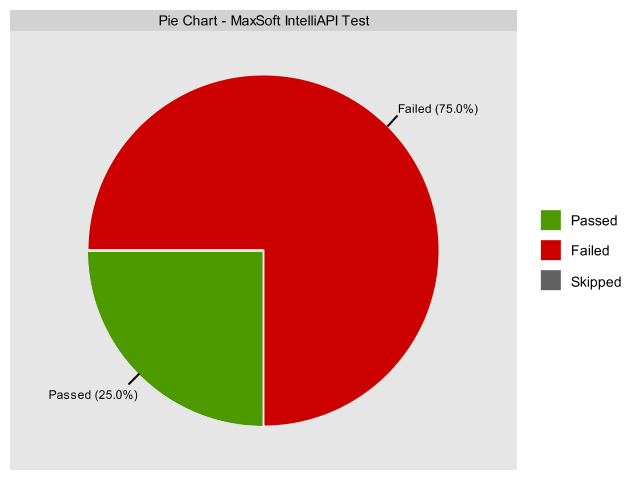 Pie Chart - MaxSoft IntelliAPI Test
Failed (75.0%)
Passed
Failed
Skipped
Passed (25.0%)